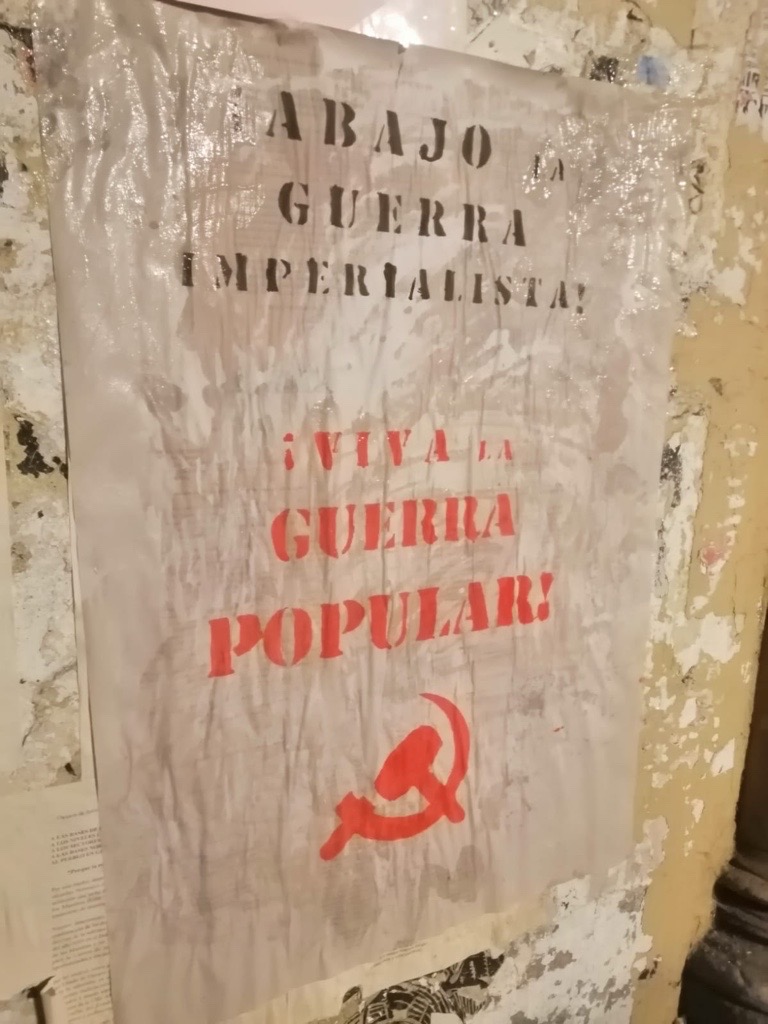 ¡ABAJO LA
GUERRA
IMPERIALISTA!
¡VIVA LA
GUERRA
POPULAR!